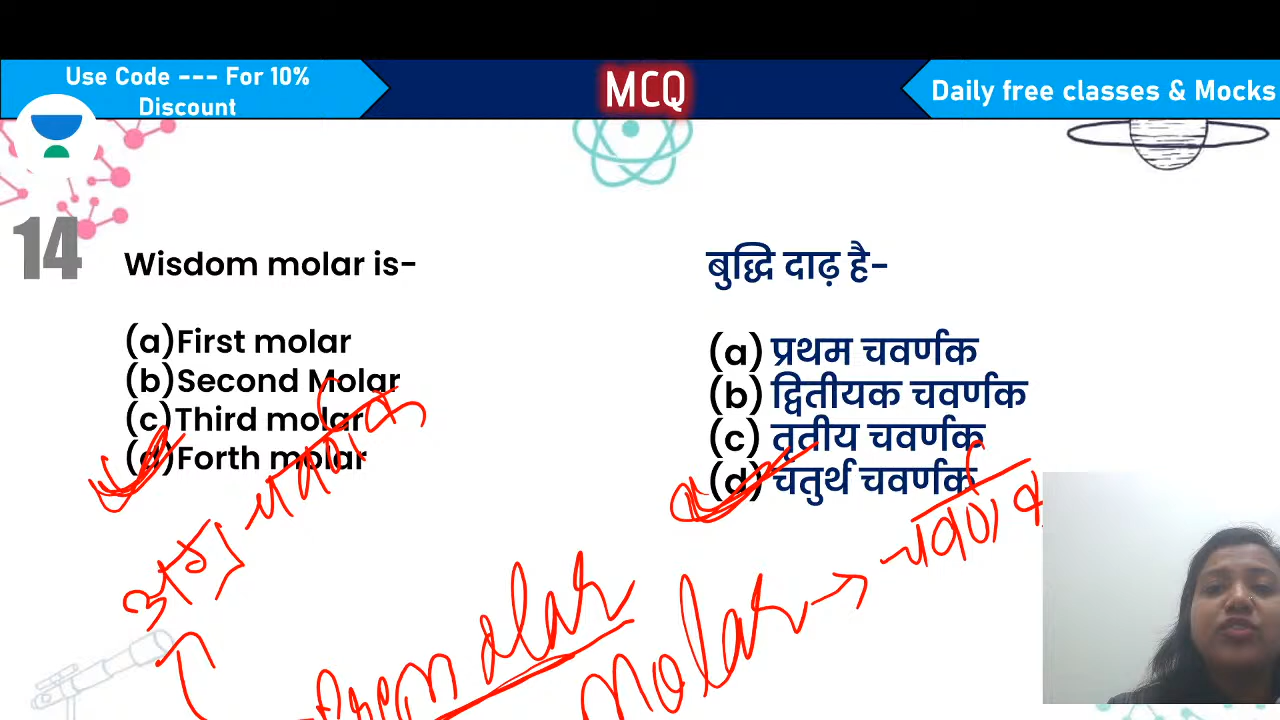 Use Code --- For 10%
Discount
MCQ
Daily free classes & Mocks
14
Wisdom molar is-
(a)First molar
(b)Second Molar
(c)Third molar
(d)Forth molar
बुद्धि दाढ़ है-
(a) प्रथम चवर्णक
(b) द्वितीयक चवर्णक
(c) तृतीय चवर्णक
(d) चतुर्थ चवर्णक
Premolar
Molar →